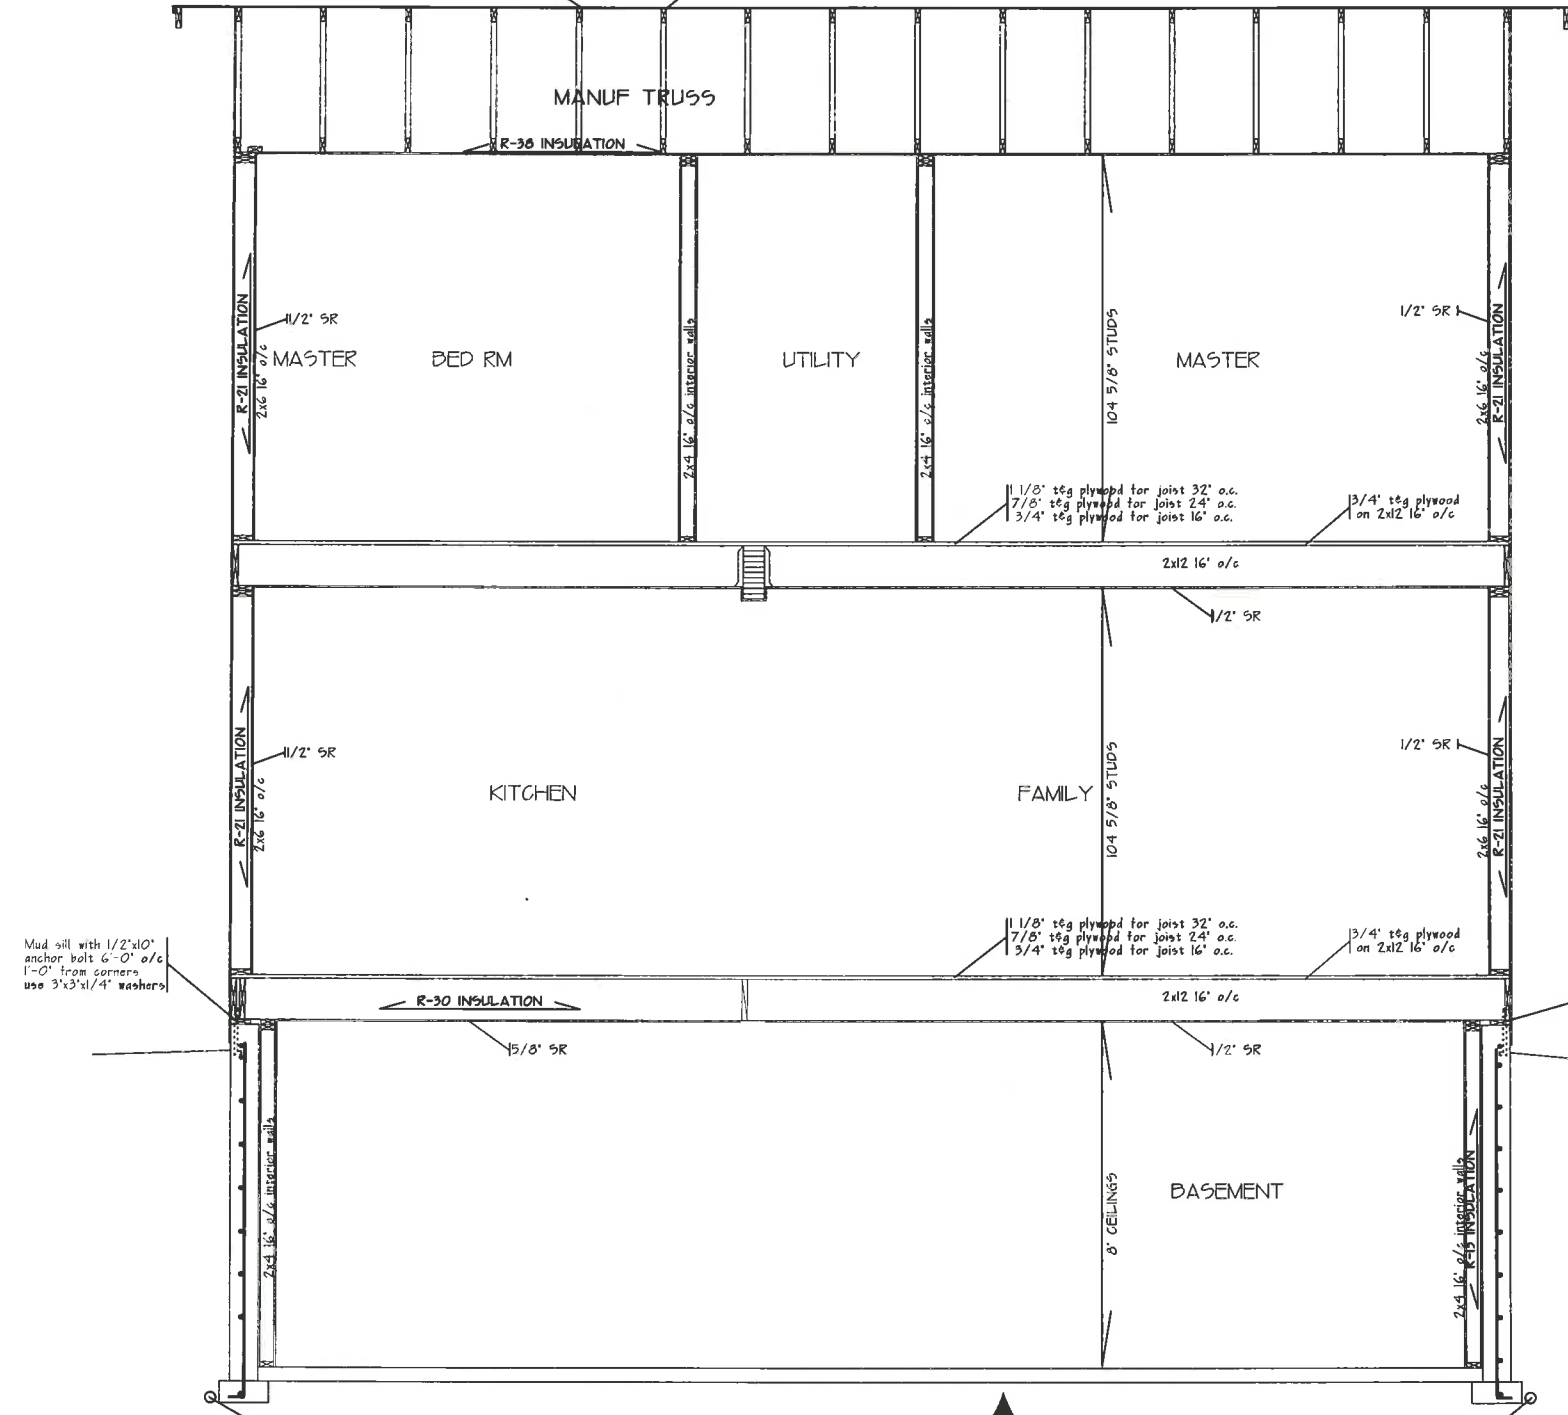 MANUF TRUSS
R-38 INSULATION
R-21 INSULATION
2x6 16" o/c
1/2" SR
MASTER BED RM
2x4 16" o/c interior walls
UTILITY
2x4 16" o/c interior walls
104 5/8" STUDS
MASTER
1/2" SR
2x6 16" o/c
R-21 INSULATION
1 1/8" t&g plywood for joist 32" o.c.
7/8" t&g plywood for joist 24" o.c.
3/4" t&g plywood for joist 16" o.c.
3/4" t&g plywood
on 2x12 16" o/c
2x12 16" o/c
1/2" SR
R-21 INSULATION
2x6 16" o/c
1/2" SR
KITCHEN
FAMILY
104 5/8" STUDS
1/2" SR
2x6 16" o/c
R-21 INSULATION
1 1/8" t&g plywood for joist 32" o.c.
7/8" t&g plywood for joist 24" o.c.
3/4" t&g plywood for joist 16" o.c.
3/4" t&g plywood
on 2x12 16" o/c
Mud sill with 1/2"x10"
anchor bolt 6'-0" o/c
1'-0" from corners
use 3"x3"x1/4" washers
R-30 INSULATION
2x12 16" o/c
5/8" SR
1/2" SR
2x4 16" o/c interior walls
8' CEILINGS
BASEMENT
2x4 16" o/c interior walls
R-15 INSULATION